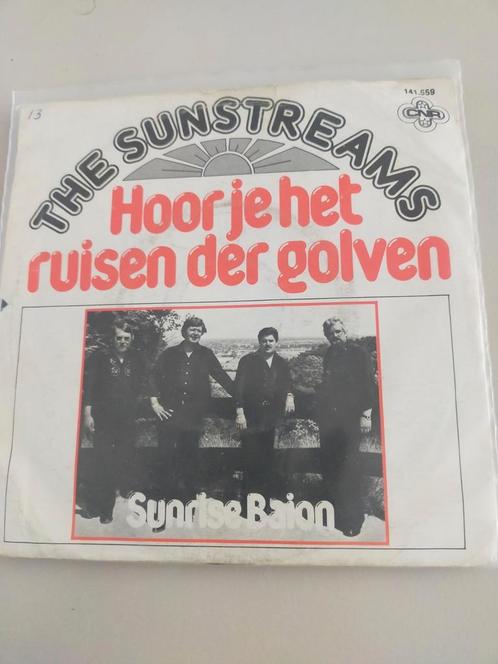 13
141.559
CNR
THE SUNSTREAMS
Hoor je het
ruisen der golven
Sunrise Baion